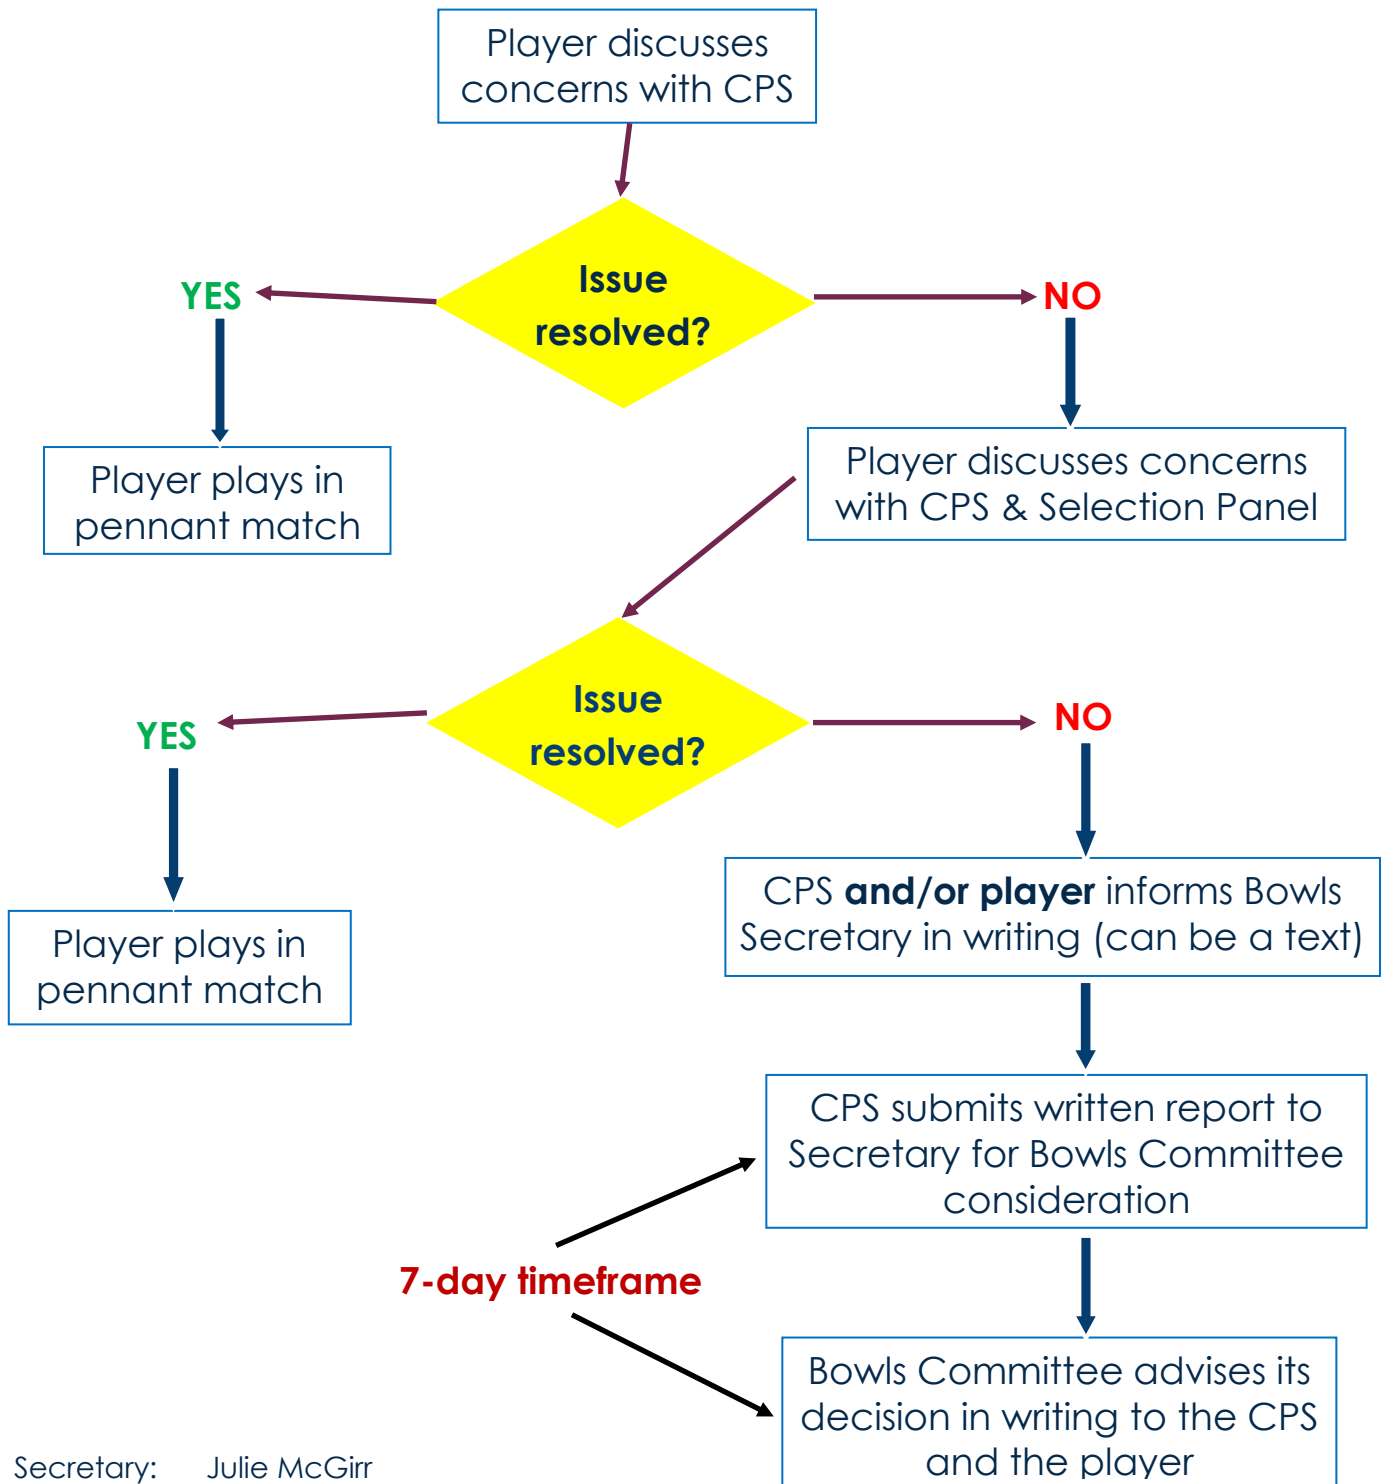 Player discusses
concerns with CPS
Issue
resolved?
YES
NO
Player plays in
pennant match
Player discusses concerns
with CPS & Selection Panel
Issue
resolved?
YES
NO
CPS and/or player informs Bowls
Secretary in writing (can be a text)
Player plays in
pennant match
CPS submits written report to
Secretary for Bowls Committee
consideration
7-day timeframe
Bowls Committee advises its
decision in writing to the CPS
and the player
Secretary: Julie McGirr